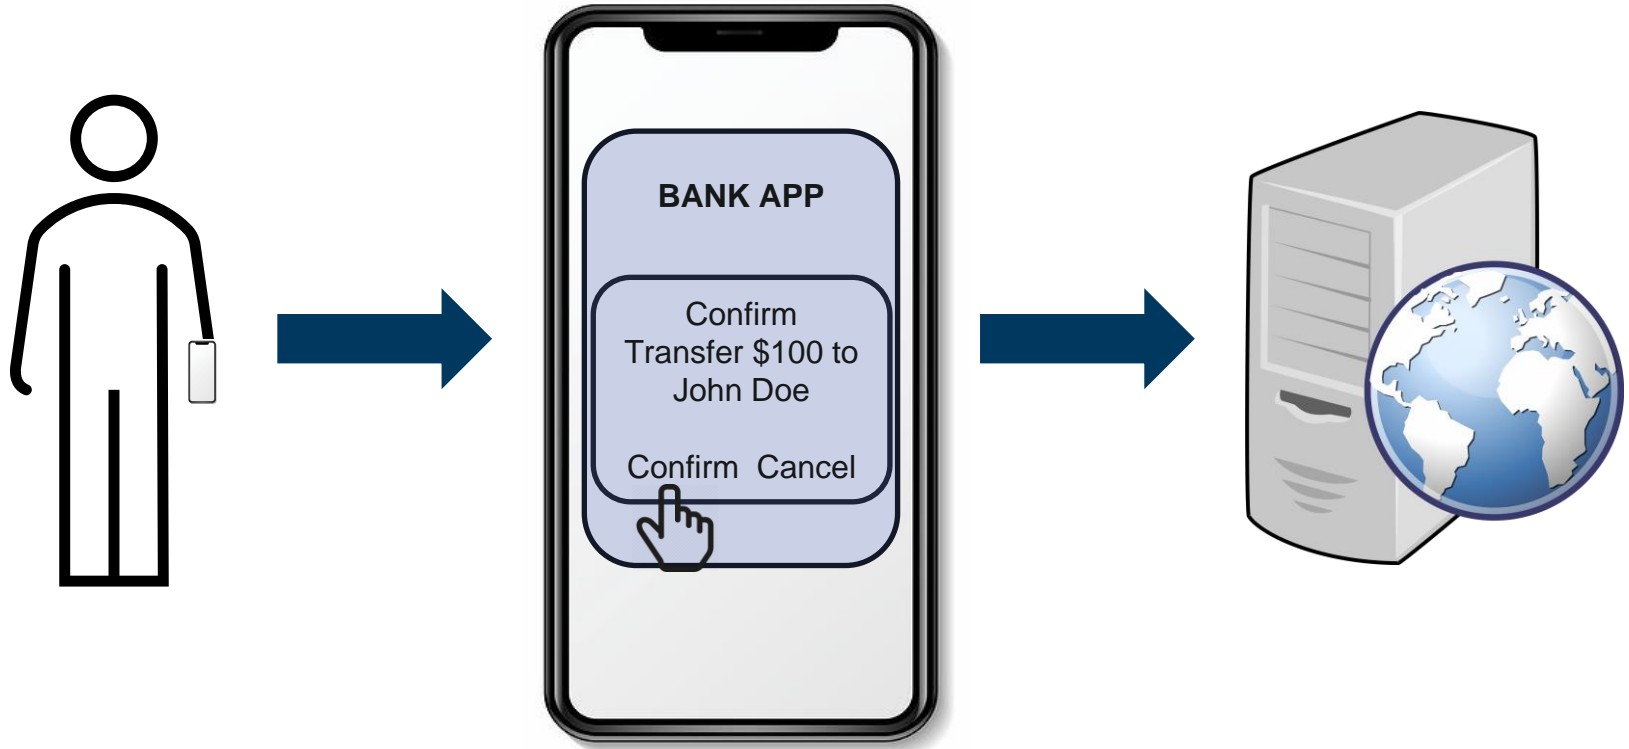 BANK APP
Confirm
Transfer $100 to
John Doe
Confirm Cancel